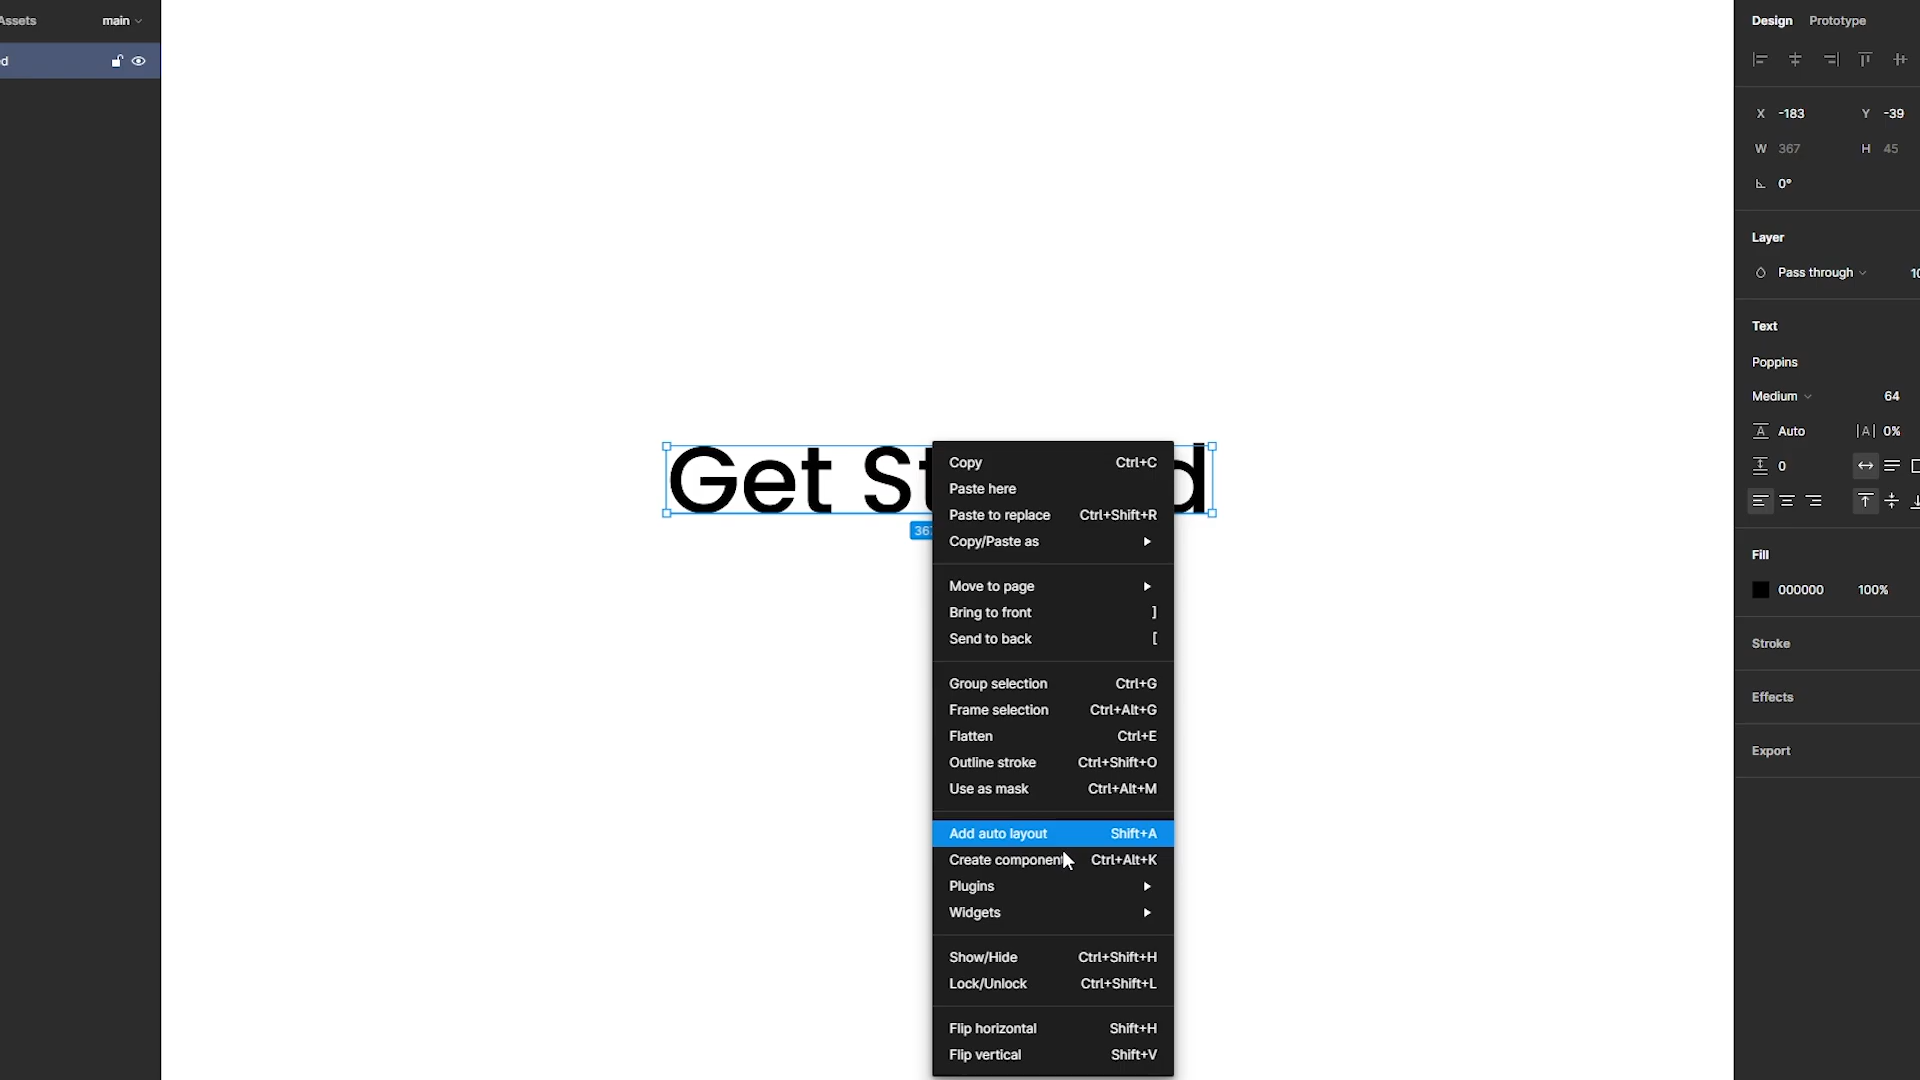 Assets main
d
Get St d
36
Copy Ctrl+C
Paste here
Paste to replace Ctrl+Shift+R
Copy/Paste as
Move to page
Bring to front ]
Send to back [
Group selection Ctrl+G
Frame selection Ctrl+Alt+G
Flatten Ctrl+E
Outline stroke Ctrl+Shift+O
Use as mask Ctrl+Alt+M
Add auto layout Shift+A
Create component Ctrl+Alt+K
Plugins
Widgets
Show/Hide Ctrl+Shift+H
Lock/Unlock Ctrl+Shift+L
Flip horizontal Shift+H
Flip vertical Shift+V
Design Prototype
X -183 Y -39
W 367 H 45
0°
Layer
Pass through 10
Text
Poppins
Medium 64
A Auto |A| 0%
0
Fill
000000 100%
Stroke
Effects
Export